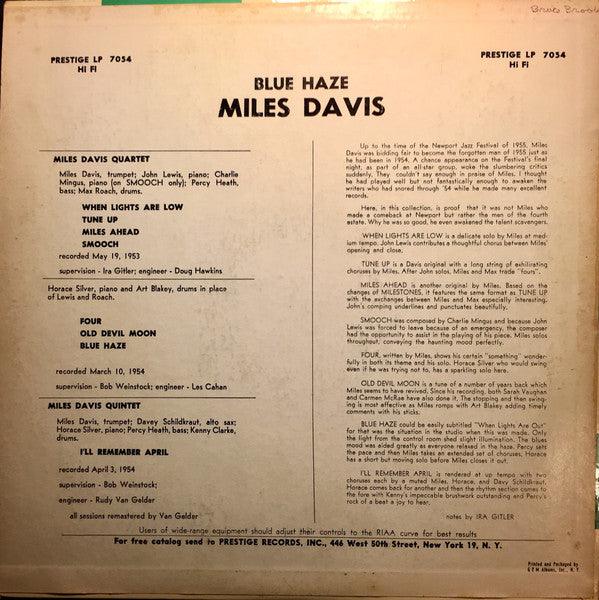 Bruce
PRESTIGE LP 7054
Hi Fi
PRESTIGE LP 7054
Hi Fi
BLUE HAZE
MILES DAVIS
MILES DAVIS QUARTET
Miles Davis, trumpet; John Lewis, piano; Charlie
Mingus, piano (on SMOOCH only); Percy Heath,
bass; Max Roach, drums.
WHEN LIGHTS ARE LOW
TUNE UP
MILES AHEAD
SMOOCH
recorded May 19, 1953
supervision - Ira Gitler; engineer - Doug Hawkins
Horace Silver, piano and Art Blakey, drums in place
of Lewis and Roach.
FOUR
OLD DEVIL MOON
BLUE HAZE
recorded March 10, 1954
supervision - Bob Weinstock; engineer - Les Cahan
MILES DAVIS QUINTET
Miles Davis, trumpet; Davey Schildkraut, alto sax;
Horace Silver, piano; Percy Heath, bass; Kenny Clarke,
drums.
I'LL REMEMBER APRIL
recorded April 3, 1954
supervision - Bob Weinstock;
engineer - Rudy Van Gelder
all sessions remastered by Van Gelder
Up to the time of the Newport Jazz Festival of 1955, Miles
Davis was bidding fair to become the forgotten man of 1955 just as
he had been in 1954. A chance appearance on the Festival's final
night, as part of an all-star group, woke the slumbering critics
suddenly. They couldn't say enough in praise of Miles. I thought
he had played well but not fantastically enough to awaken the
writers who had snored through '54 while he made many excellent
records.
Here, in this collection, is proof that it was not Miles who
made a comeback at Newport but rather the men of the fourth
estate. Why he was so good, he even awakened the talent scavengers.
WHEN LIGHTS ARE LOW is a delicate solo by Miles at med-
ium tempo. John Lewis contributes a thoughtful chorus between Miles'
opening and close.
TUNE UP is a Davis original with a long string of exhilarating
choruses by Miles. After John solos, Miles and Max trade "fours".
MILES AHEAD is another original by Miles. Based on the
changes of MILESTONES, it features the same format as TUNE UP
with the exchanges between Miles and Max especially interesting.
John's comping underlines and punctuates beautifully.
SMOOCH was composed by Charlie Mingus and because John
Lewis was forced to leave because of an emergency, the composer
had the opportunity to assist in the playing of his piece. Miles solos
throughout, conveying the haunting mood perfectly.
FOUR, written by Miles, shows his certain "something" wonder-
fully in both its theme and his solo. Horace Silver who would swing
even if he was trying not to, has a sparkling solo here.
OLD DEVIL MOON is a tune of a number of years back which
Miles seems to have revived. Since his recording, both Sarah Vaughan
and Carmen McRae have also done it. The stopping and then swing-
ing is most affective as Miles romps with Art Blakey adding timely
comments with his sticks.
BLUE HAZE could be easily subtitled "When Lights Are Out"
for that was the situation in the studio when this was made. Only
the light from the control room shed slight illumination. The blues
mood was aided greatly as everyone relaxed in the haze. Percy sets
the pace and then Miles takes an extended set of choruses. Horace
has a short but moving solo before Miles closes it out.
I'LL REMEMBER APRIL is rendered at up tempo with two
choruses each by a muted Miles, Horace, and Davy Schildkraut.
Horace comes back for another and then the rhythm section comes to
the fore with Kenny's impeccable brushwork outstanding and Percy's
rock of a beat a joy to hear.
notes by IRA GITLER
Users of wide-range equipment should adjust their controls to the RIAA curve for best results
For free catalog send to PRESTIGE RECORDS, INC., 446 West 50th Street, New York 19, N. Y.
Printed and Packaged by
G P M Albums, Inc., N. Y.